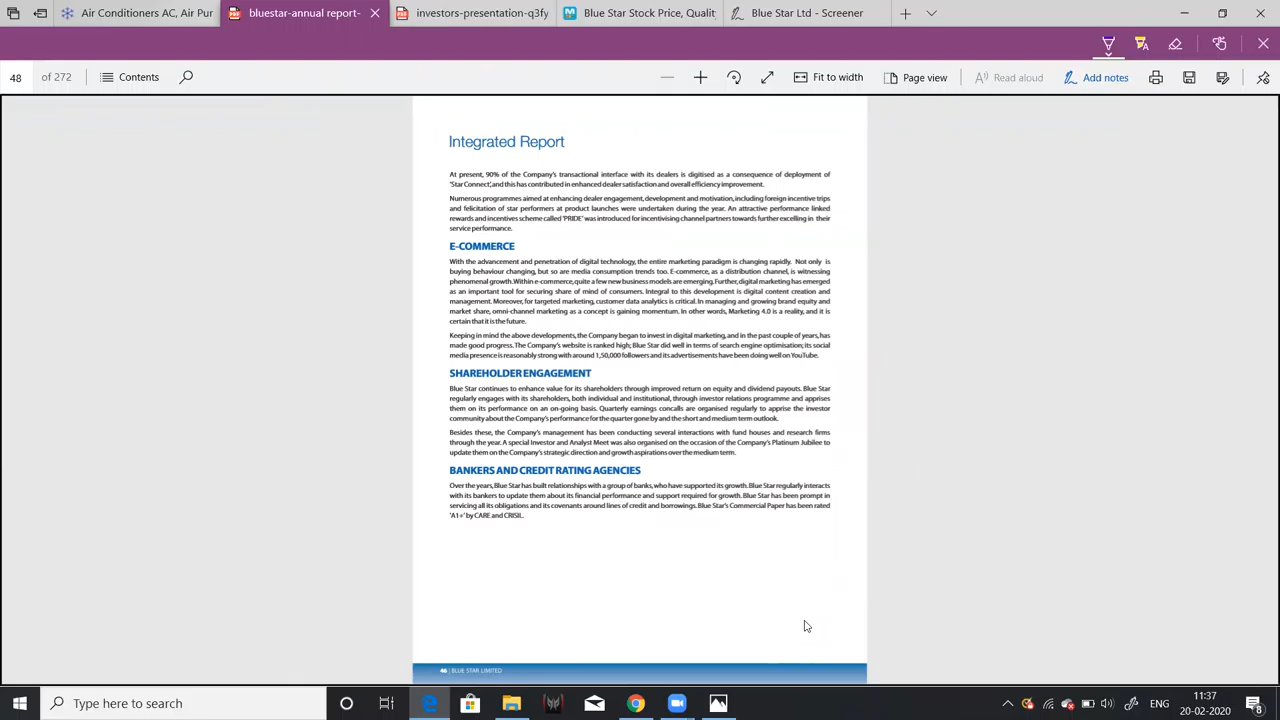 Air Conditioners AC, Air Pur
bluestar-annual report-
investors-presentation-q3fy
Blue Star Stock Price, Qualit
Blue Star Ltd - Screener
48 of 272
Contents
Fit to width
Page view
Read aloud
Add notes
Integrated Report
At present, 90% of the Company's transactional interface with its dealers is digitised as a consequence of deployment of
'Star Connect', and this has contributed in enhanced dealer satisfaction and overall efficiency improvement.
Numerous programmes aimed at enhancing dealer engagement, development and motivation, including foreign incentive trips
and felicitation of star performers at product launches were undertaken during the year. An attractive performance linked
rewards and incentives scheme called 'PRIDE' was introduced for incentivising channel partners towards further excelling in their
service performance.
E-COMMERCE
With the advancement and penetration of digital technology, the entire marketing paradigm is changing rapidly. Not only is
buying behaviour changing, but so are media consumption trends too. E-commerce, as a distribution channel, is witnessing
phenomenal growth. Within e-commerce, quite a few new business models are emerging. Further, digital marketing has emerged
as an important tool for securing share of mind of consumers. Integral to this development is digital content creation and
management. Moreover, for targeted marketing, customer data analytics is critical. In managing and growing brand equity and
market share, omni-channel marketing as a concept is gaining momentum. In other words, Marketing 4.0 is a reality, and it is
certain that it is the future.
Keeping in mind the above developments, the Company began to invest in digital marketing, and in the past couple of years, has
made good progress. The Company's website is ranked high; Blue Star did well in terms of search engine optimisation; its social
media presence is reasonably strong with around 1,50,000 followers and its advertisements have been doing well on YouTube.
SHAREHOLDER ENGAGEMENT
Blue Star continues to enhance value for its shareholders through improved return on equity and dividend payouts. Blue Star
regularly engages with its shareholders, both individual and institutional, through investor relations programme and apprises
them on its performance on an on-going basis. Quarterly earnings concalls are organised regularly to apprise the investor
community about the Company's performance for the quarter gone by and the short and medium term outlook.
Besides these, the Company's management has been conducting several interactions with fund houses and research firms
through the year. A special Investor and Analyst Meet was also organised on the occasion of the Company's Platinum Jubilee to
update them on the Company's strategic direction and growth aspirations over the medium term.
BANKERS AND CREDIT RATING AGENCIES
Over the years, Blue Star has built relationships with a group of banks, who have supported its growth. Blue Star regularly interacts
with its bankers to update them about its financial performance and support required for growth. Blue Star has been prompt in
servicing all its obligations and its covenants around lines of credit and borrowings. Blue Star's Commercial Paper has been rated
'A1+' by CARE and CRISIL.
46 | BLUE STAR LIMITED
Type here to search
ENG
11:37
20-02-2020
8